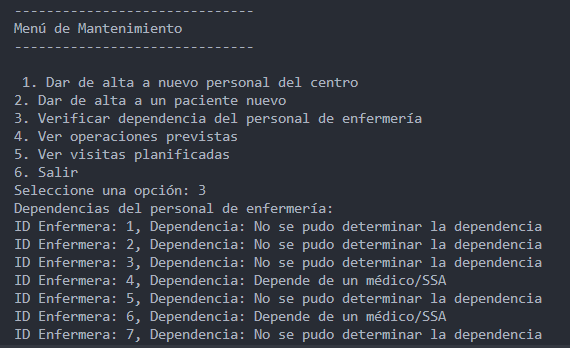 ------------------------------
Menú de Mantenimiento
------------------------------
1. Dar de alta a nuevo personal del centro
2. Dar de alta a un paciente nuevo
3. Verificar dependencia del personal de enfermería
4. Ver operaciones previstas
5. Ver visitas planificadas
6. Salir
Seleccione una opción: 3
Dependencias del personal de enfermería:
ID Enfermera: 1, Dependencia: No se pudo determinar la dependencia
ID Enfermera: 2, Dependencia: No se pudo determinar la dependencia
ID Enfermera: 3, Dependencia: No se pudo determinar la dependencia
ID Enfermera: 4, Dependencia: Depende de un médico/SSA
ID Enfermera: 5, Dependencia: No se pudo determinar la dependencia
ID Enfermera: 6, Dependencia: Depende de un médico/SSA
ID Enfermera: 7, Dependencia: No se pudo determinar la dependencia